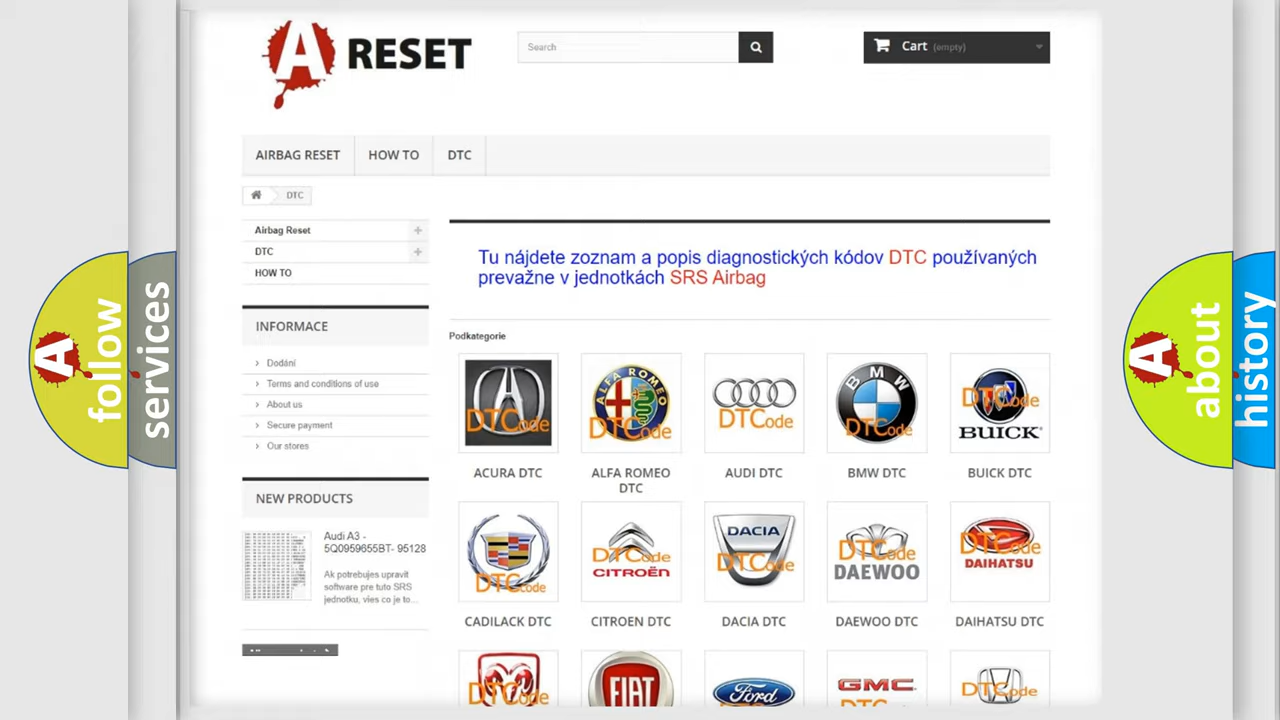 A RESET
Search
Cart (empty)
AIRBAG RESET
HOW TO
DTC
DTC
Airbag Reset
DTC
HOW TO
INFORMACE
Dodání
Terms and conditions of use
About us
Secure payment
Our stores
NEW PRODUCTS
Audi A3 -
5Q0959655BT- 95128
Ak potrebujes upravit
software pre tuto SRS
jednotku, vies co je to...
Tu nájdete zoznam a popis diagnostických kódov DTC používaných
prevažne v jednotkách SRS Airbag
Podkategorie
DTCode
ALFA ROMEO
DTCode
DTCode
BMW
DTCode
DTCode
BUICK
ACURA DTC
ALFA ROMEO
DTC
AUDI DTC
BMW DTC
BUICK DTC
DTCode
DTCode
CITROËN
DACIA
DTCode
DTCode
DAEWOO
DTCode
DAIHATSU
CADILACK DTC
CITROEN DTC
DACIA DTC
DAEWOO DTC
DAIHATSU DTC
DTCode
FIAT
Ford
GMC
DTCode
A
follow
services
A
about
history